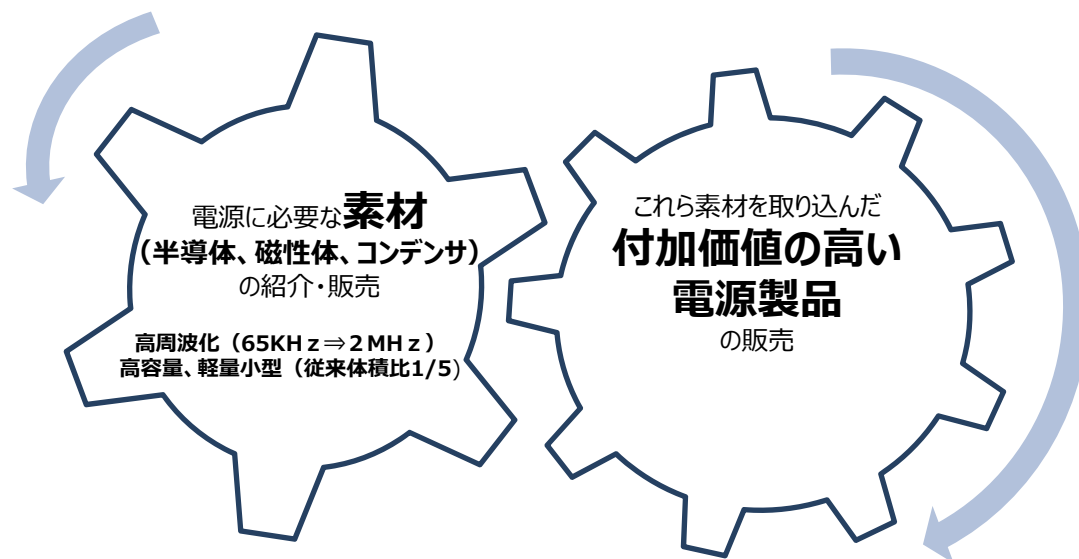 電源に必要な素材
(半導体、磁性体、コンデンサ)
の紹介・販売
高周波化（65KHｚ⇒２MHｚ）
高容量、軽量小型（従来体積比1/5)
これら素材を取り込んだ
付加価値の高い
電源製品
の販売